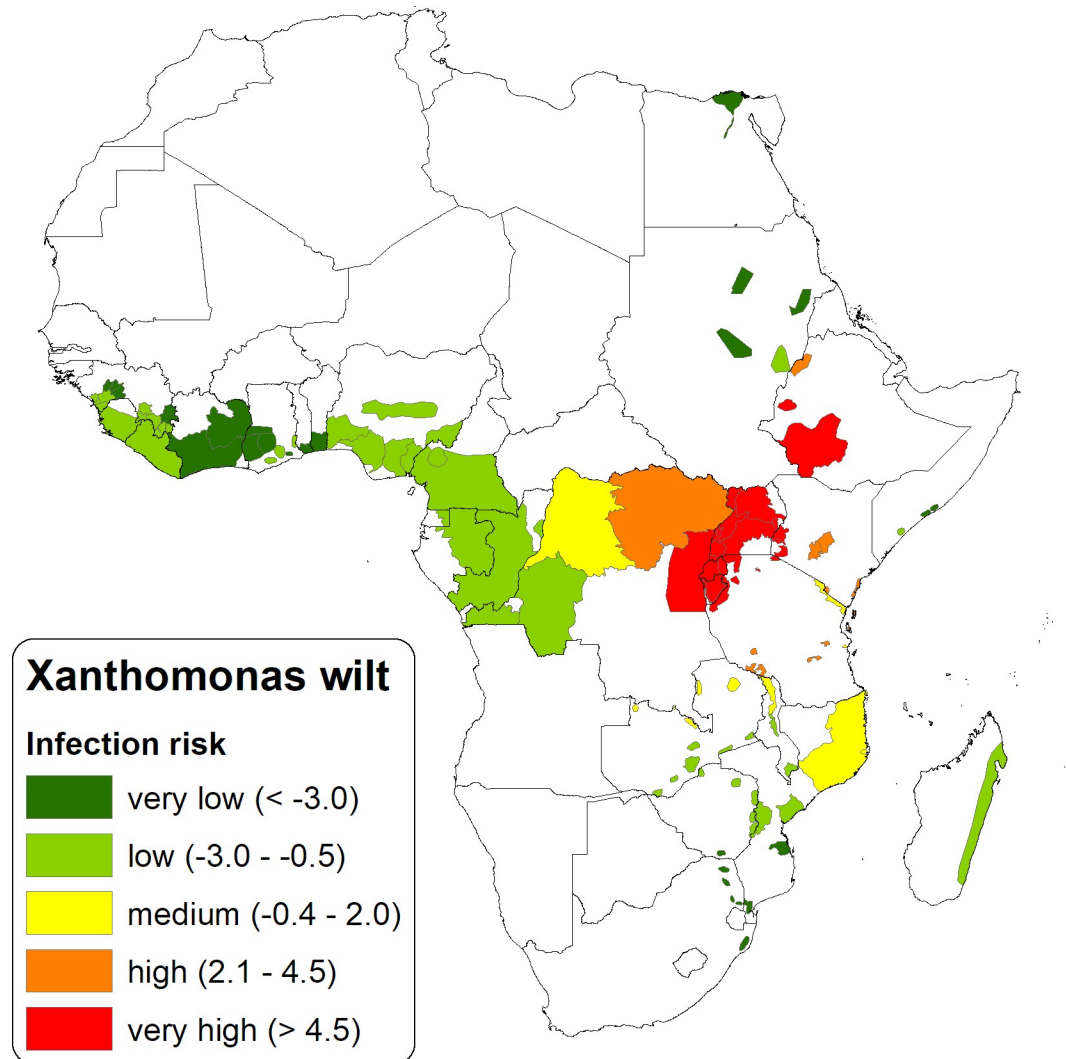 Xanthomonas wilt
Infection risk
very low (< -3.0)
low (-3.0 - -0.5)
medium (-0.4 - 2.0)
high (2.1 - 4.5)
very high (> 4.5)